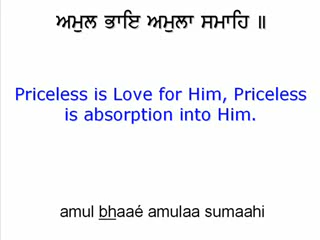 ਅਮੁਲ ਭਾਇ ਅਮੁਲਾ ਸਮਾਹਿ ॥
Priceless is Love for Him, Priceless
is absorption into Him.
amul bhaaé amulaa sumaahi